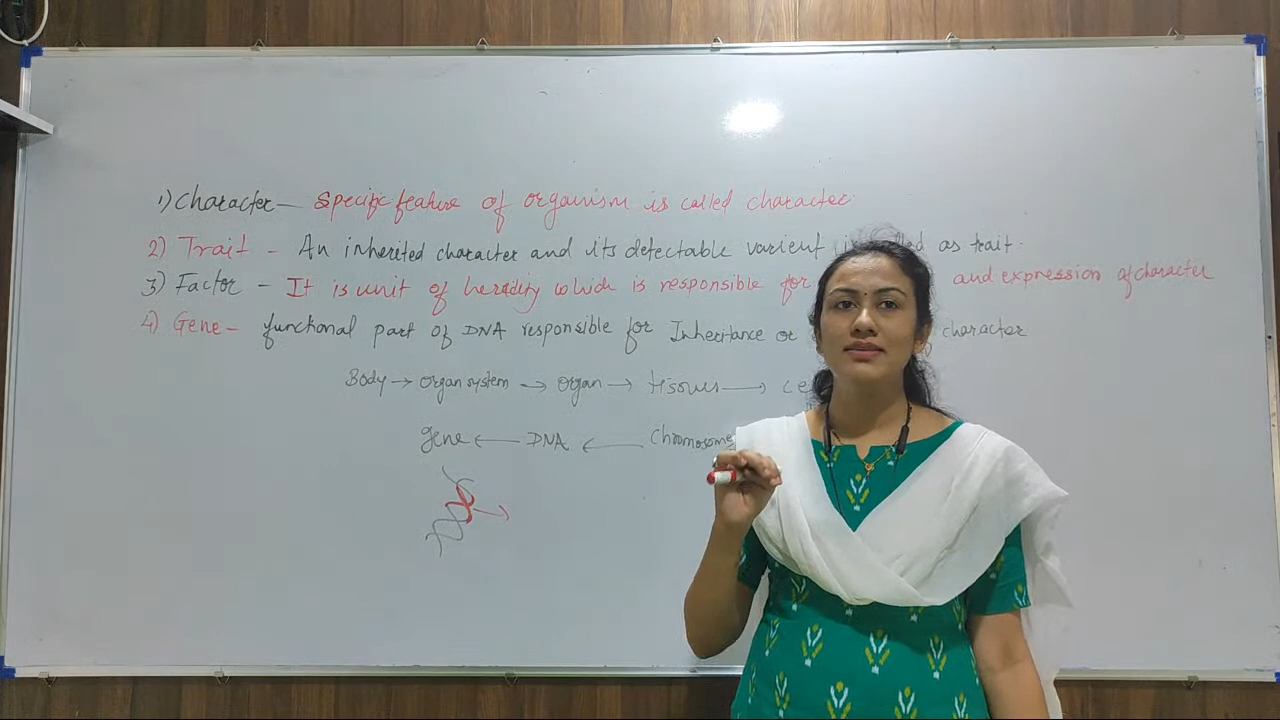 1) Character - Specific feature of organism is called character.
2) Trait - An inherited character and its detectable varient as trait.
3) Factor - It is unit of heredity which is responsible for and expression of character
4) Gene - functional part of DNA responsible for Inheritance or character
Body → organ system → organ → tissues →
gene ← DNA ← Chromosome